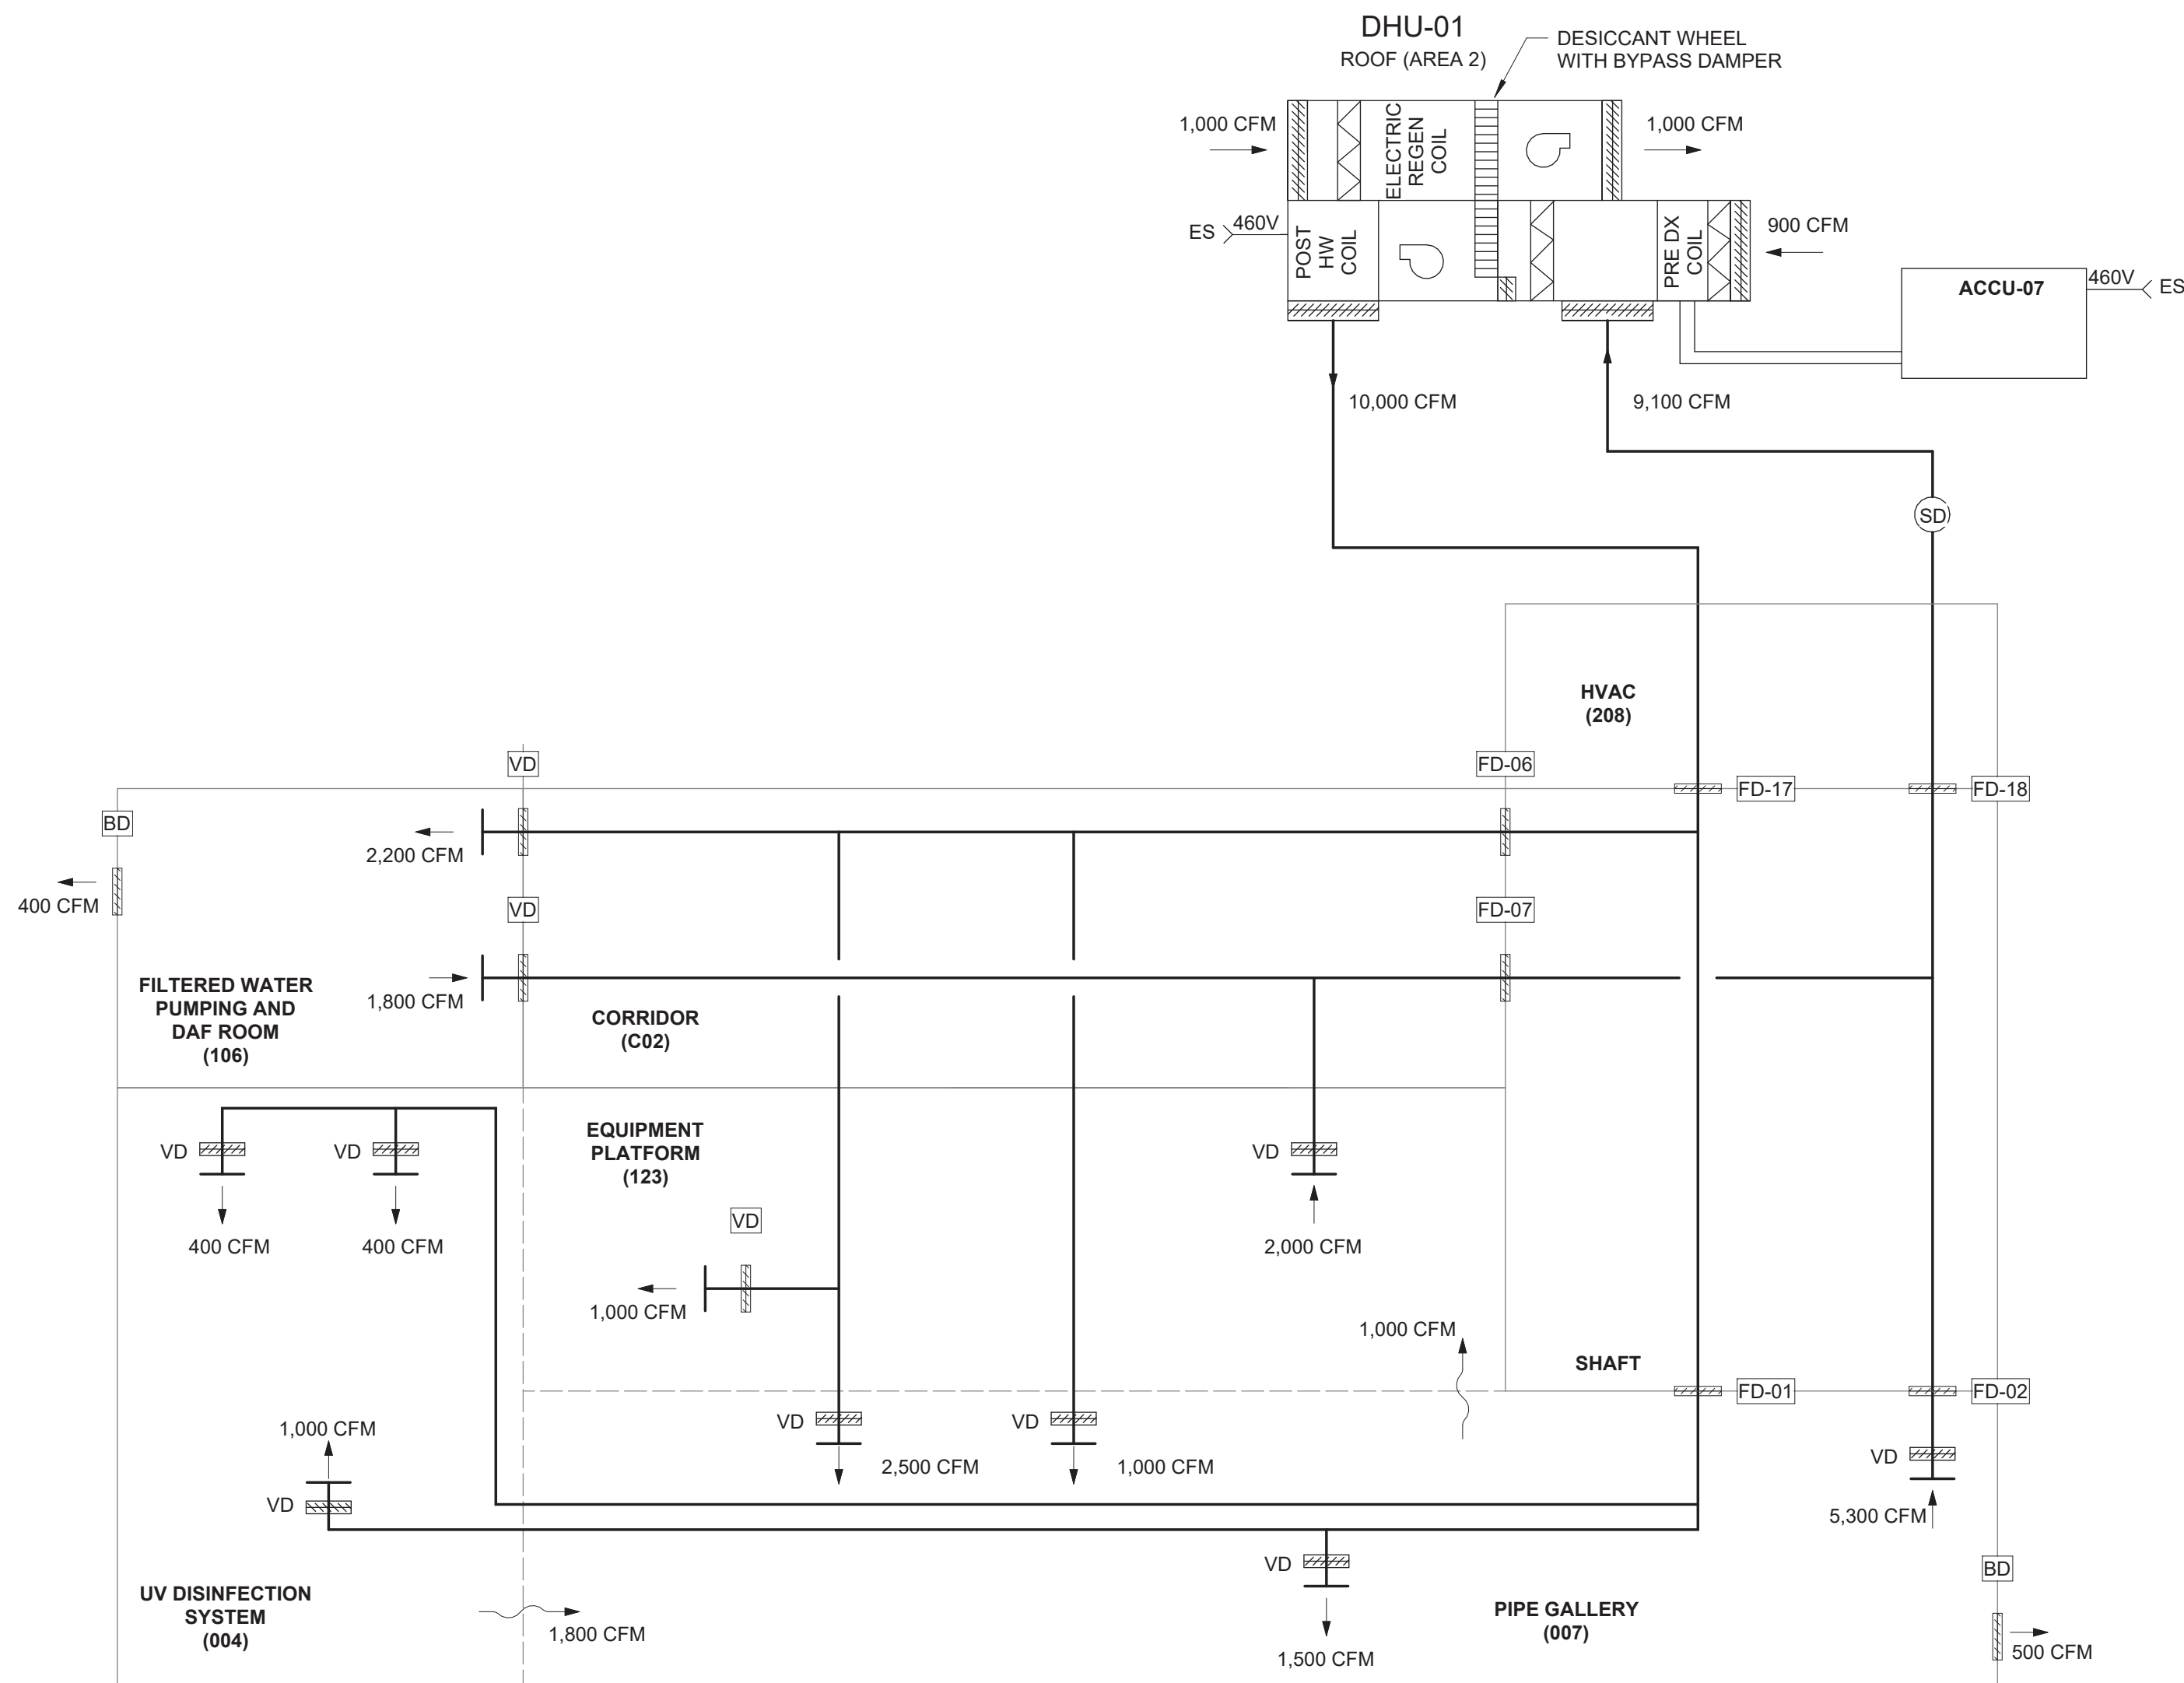 DHU-01
ROOF (AREA 2)
DESICCANT WHEEL
WITH BYPASS DAMPER
1,000 CFM
ELECTRIC
REGEN
COIL
1,000 CFM
ES
460V
POST
HW
COIL
PRE DX
COIL
900 CFM
ACCU-07
460V
ES
10,000 CFM
9,100 CFM
SD
HVAC
(208)
VD
FD-06
FD-17
FD-18
BD
2,200 CFM
400 CFM
VD
FD-07
FILTERED WATER
PUMPING AND
DAF ROOM
(106)
1,800 CFM
CORRIDOR
(C02)
EQUIPMENT
PLATFORM
(123)
VD
VD
VD
400 CFM
400 CFM
VD
2,000 CFM
1,000 CFM
1,000 CFM
SHAFT
FD-01
FD-02
VD
VD
1,000 CFM
2,500 CFM
1,000 CFM
VD
VD
5,300 CFM
VD
BD
UV DISINFECTION
SYSTEM
(004)
1,800 CFM
PIPE GALLERY
(007)
1,500 CFM
500 CFM